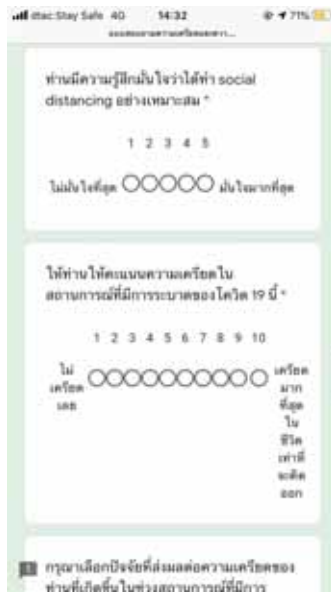 dtac-Stay Safe 4G 14:32 71%
ท่านมีความรู้สึกมั่นใจว่าได้ทำ social
distancing อย่างเหมาะสม *
1 2 3 4 5
ไม่มั่นใจที่สุด มั่นใจมากที่สุด
ให้ท่านให้คะแนนความเครียดใน
สถานการณ์ที่มีการระบาดของโควิด 19 นี้ *
1 2 3 4 5 6 7 8 9 10
ไม่
เครียด
เลย
เครียด
มาก
ที่สุด
ใน
ชีวิต
เท่าที่
จะคิด
ออก
กรุณาเลือกปัจจัยที่ส่งผลต่อความเครียดของ
ท่านที่เกิดขึ้นในช่วงสถานการณ์ที่มีการ